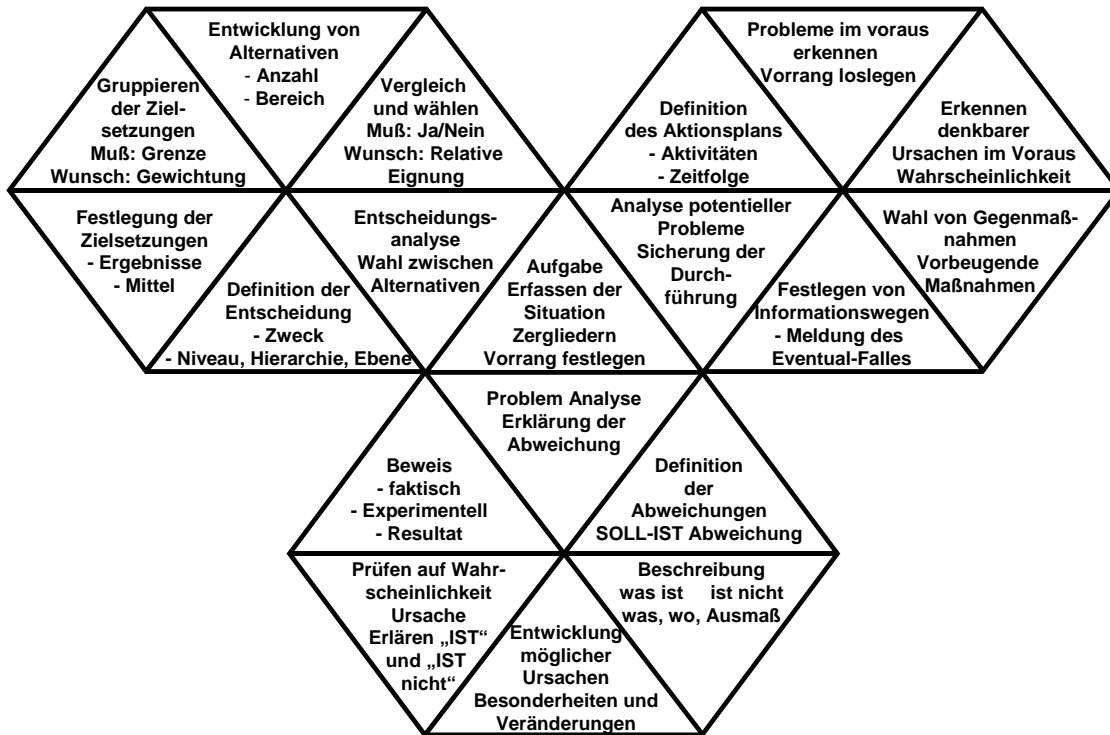 Entwicklung von
Alternativen
- Anzahl
- Bereich
Gruppieren
der Ziel-
setzungen
Muß: Grenze
Wunsch: Gewichtung
Vergleich
und wählen
Muß: Ja/Nein
Wunsch: Relative
Eignung
Festlegung der
Zielsetzungen
- Ergebnisse
- Mittel
Definition der
Entscheidung
- Zweck
- Niveau, Hierarchie, Ebene
Entscheidungs-
analyse
Wahl zwischen
Alternativen
Probleme im voraus
erkennen
Vorrang loslegen
Definition
des Aktionsplans
- Aktivitäten
- Zeitfolge
Erkennen
denkbarer
Ursachen im Voraus
Wahrscheinlichkeit
Analyse potentieller
Probleme
Sicherung der
Durch-
führung
Wahl von Gegenmaß-
nahmen
Vorbeugende
Maßnahmen
Festlegen von
Informationswegen
- Meldung des
Eventual-Falles
Aufgabe
Erfassen der
Situation
Zergliedern
Vorrang festlegen
Problem Analyse
Erklärung der
Abweichung
Beweis
- faktisch
- Experimentell
- Resultat
Definition
der
Abweichungen
SOLL-IST Abweichung
Prüfen auf Wahr-
scheinlichkeit
Ursache
Erlären „IST“
und „IST
nicht“
Entwicklung
möglicher
Ursachen
Besonderheiten und
Veränderungen
Beschreibung
was ist ist nicht
was, wo, Ausmaß